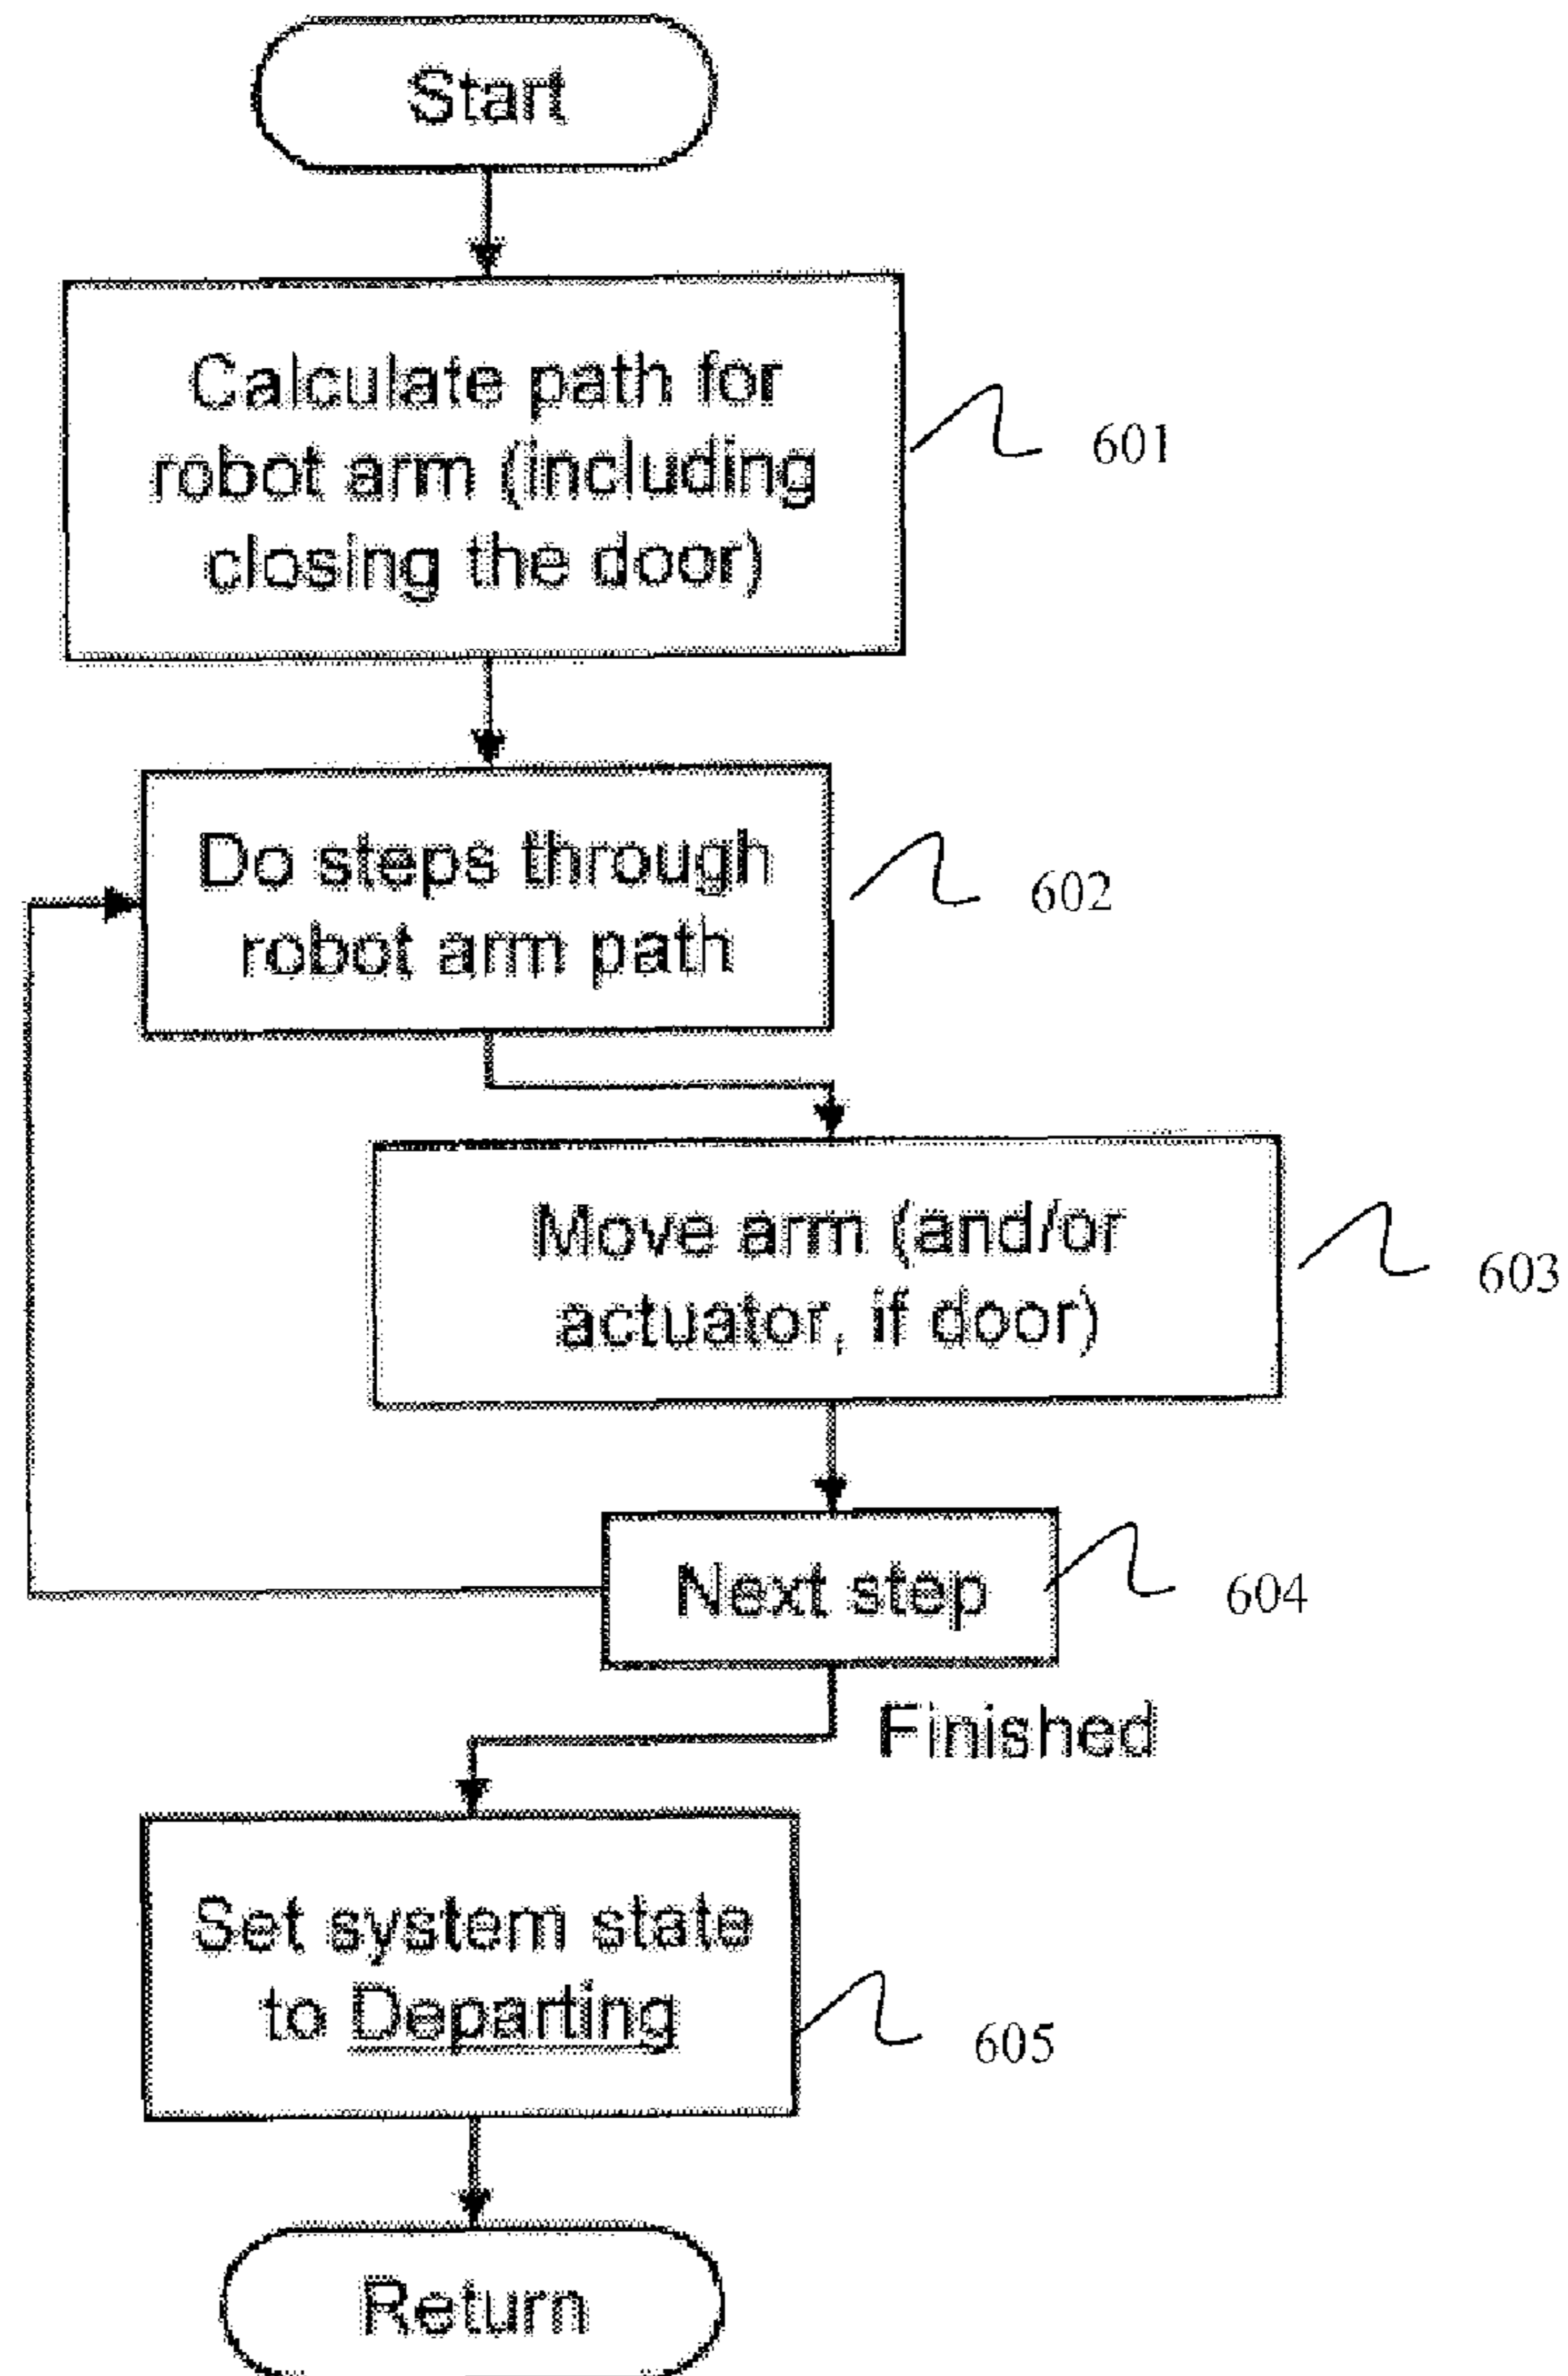 Start
Calculate path for
robot arm (including
closing the door)
601
Do steps through
robot arm path
602
Move arm (and/or
actuator, if door)
603
Next step
604
Finished
Set system state
to Departing
605
Return